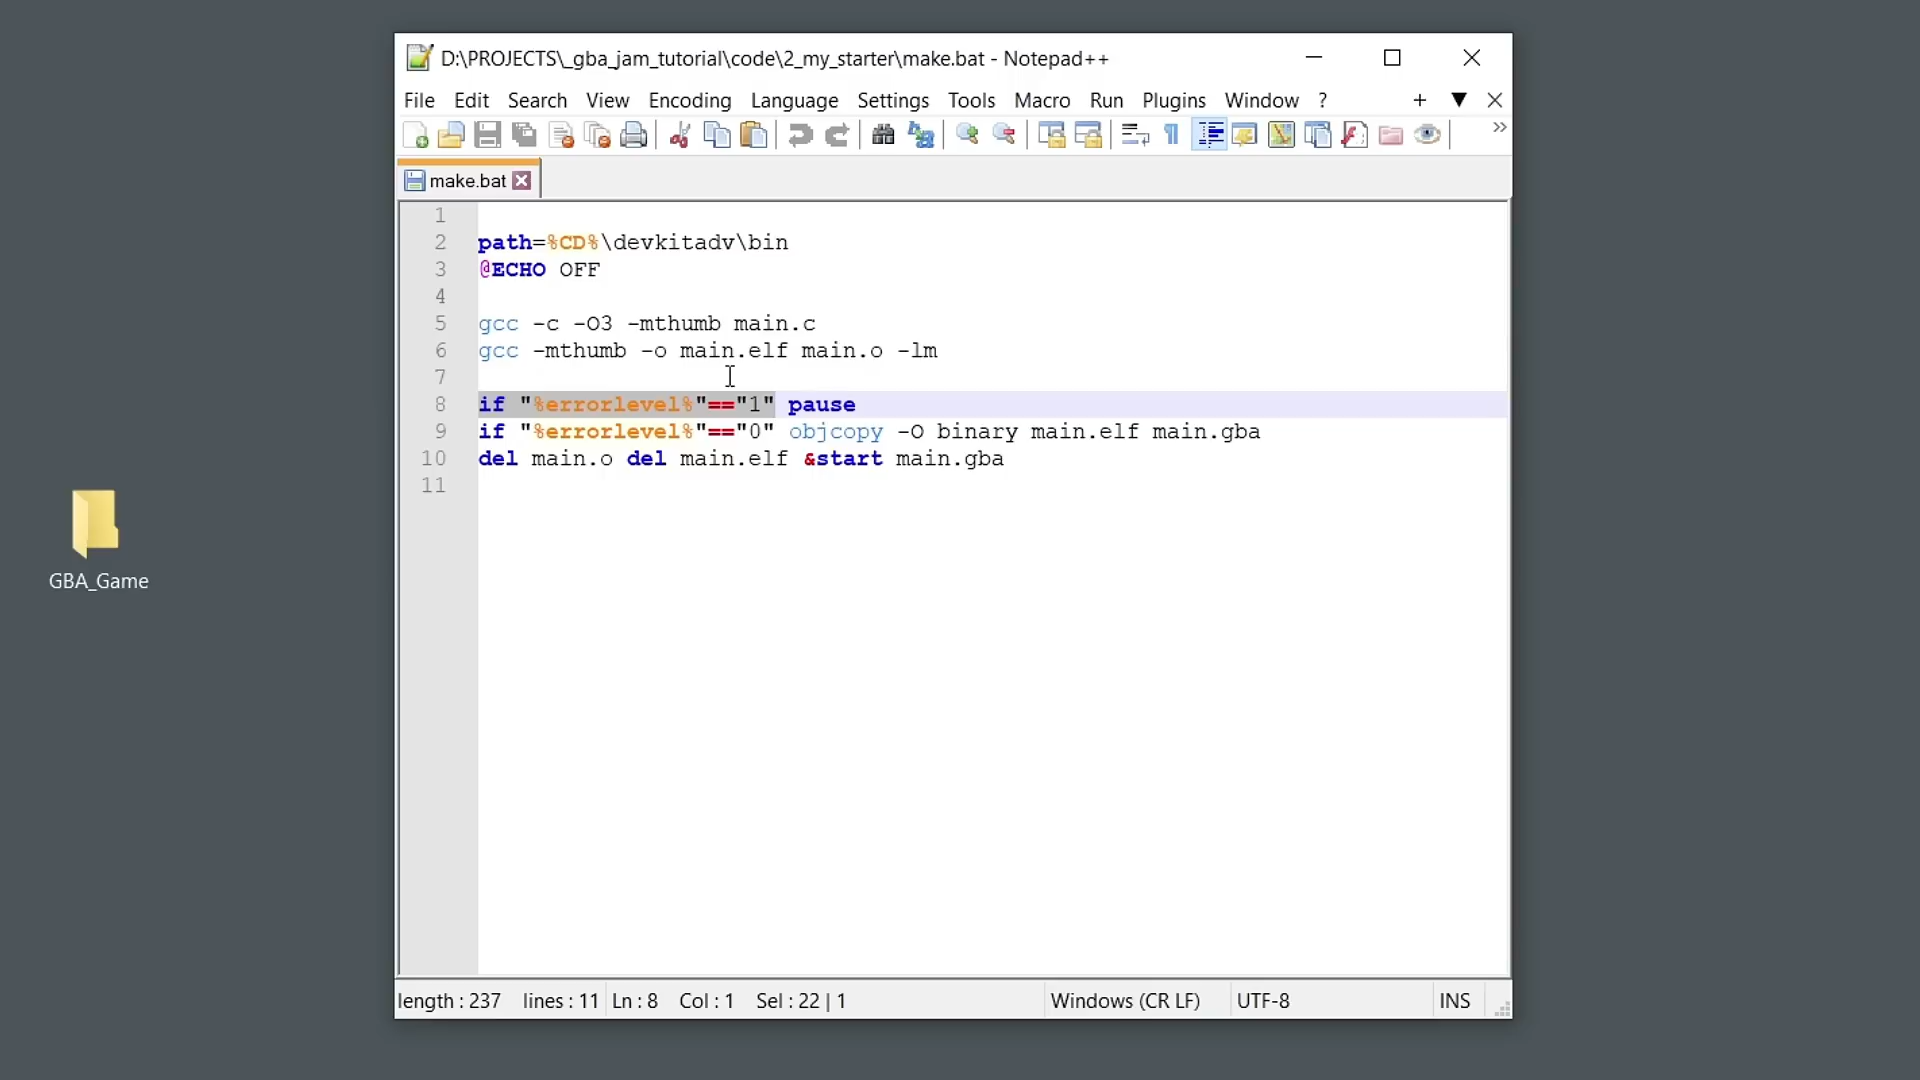 D:\PROJECTS\_gba_jam_tutorial\code\2_my_starter\make.bat - Notepad++
File Edit Search View Encoding Language Settings Tools Macro Run Plugins Window ?
make.bat
1
2 path=%CD%\devkitadv\bin
3 @ECHO OFF
4
5 gcc -c -O3 -mthumb main.c
6 gcc -mthumb -o main.elf main.o -lm
7
8 if "%errorlevel%"=="1" pause
9 if "%errorlevel%"=="0" objcopy -O binary main.elf main.gba
10 del main.o del main.elf &start main.gba
11
GBA_Game
length : 237 lines : 11 Ln : 8 Col : 1 Sel : 22 | 1 Windows (CR LF) UTF-8 INS